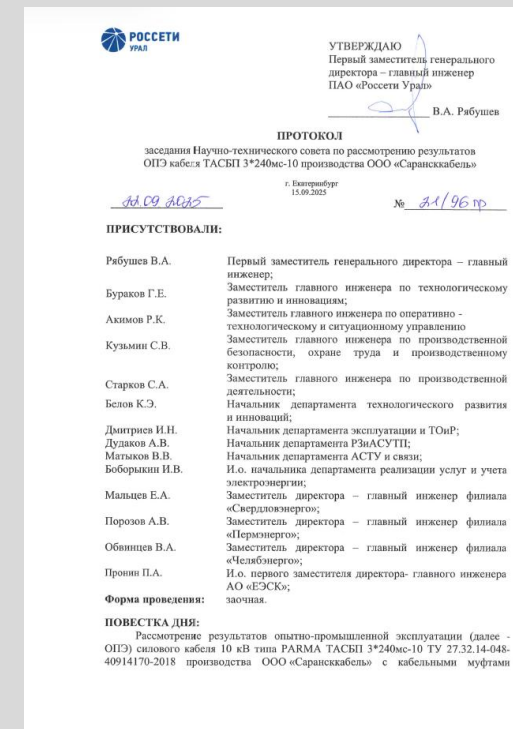 РОССЕТИ
УРАЛ
УТВЕРЖДАЮ
Первый заместитель генерального
директора – главный инженер
ПАО «Россети Урал»
В.А. Рябушев
ПРОТОКОЛ
заседания Научно-технического совета по рассмотрению результатов
ОПЭ кабеля ТАСБП 3*240мс-10 производства ООО «Сарансккабель»
г. Екатеринбург
15.09.2025
22.09.2025 № 21/96 пр
ПРИСУТСТВОВАЛИ:
Рябушев В.А. Первый заместитель генерального директора – главный
инженер;
Бураков Г.Е. Заместитель главного инженера по технологическому
развитию и инновациям;
Акимов Р.К. Заместитель главного инженера по оперативно -
технологическому и ситуационному управлению
Кузьмин С.В. Заместитель главного инженера по производственной
безопасности, охране труда и производственному
контролю;
Старков С.А. Заместитель главного инженера по производственной
деятельности;
Белов К.Э. Начальник департамента технологического развития
и инноваций;
Дмитриев И.Н. Начальник департамента эксплуатации и ТОиР;
Дудаков А.В. Начальник департамента РЗиАСУТП;
Матыков В.В. Начальник департамента АСТУ и связи;
Боборыкин И.В. И.о. начальника департамента реализации услуг и учета
электроэнергии;
Мальцев Е.А. Заместитель директора – главный инженер филиала
«Свердловэнерго»;
Порозов А.В. Заместитель директора – главный инженер филиала
«Пермэнерго»;
Обвинцев В.А. Заместитель директора – главный инженер филиала
«Челябэнерго»;
Пронин П.А. И.о. первого заместителя директора- главного инженера
АО «ЕЭСК»;
Форма проведения: заочная.
ПОВЕСТКА ДНЯ:
Рассмотрение результатов опытно-промышленной эксплуатации (далее -
ОПЭ) силового кабеля 10 кВ типа PARMA ТАСБП 3*240мс-10 ТУ 27.32.14-048-
40914170-2018 производства ООО «Сарансккабель» с кабельными муфтами